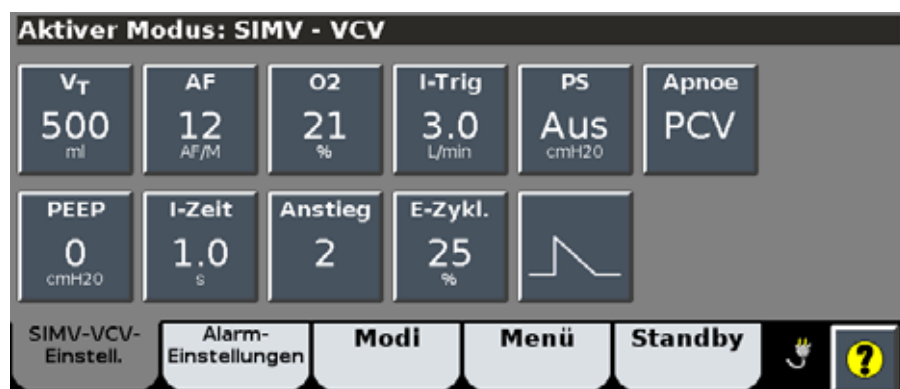 Aktiver Modus: SIMV - VCV
VT AF O2 I-Trig PS Apnoe
500 12 21 3.0 Aus PCV
ml AF/M % L/min cmH20
PEEP I-Zeit Anstieg E-Zykl.
0 1.0 2 25
cmH20 s %
SIMV-VCV- Alarm- Modi Menü Standby
Einstell. Einstellungen ?